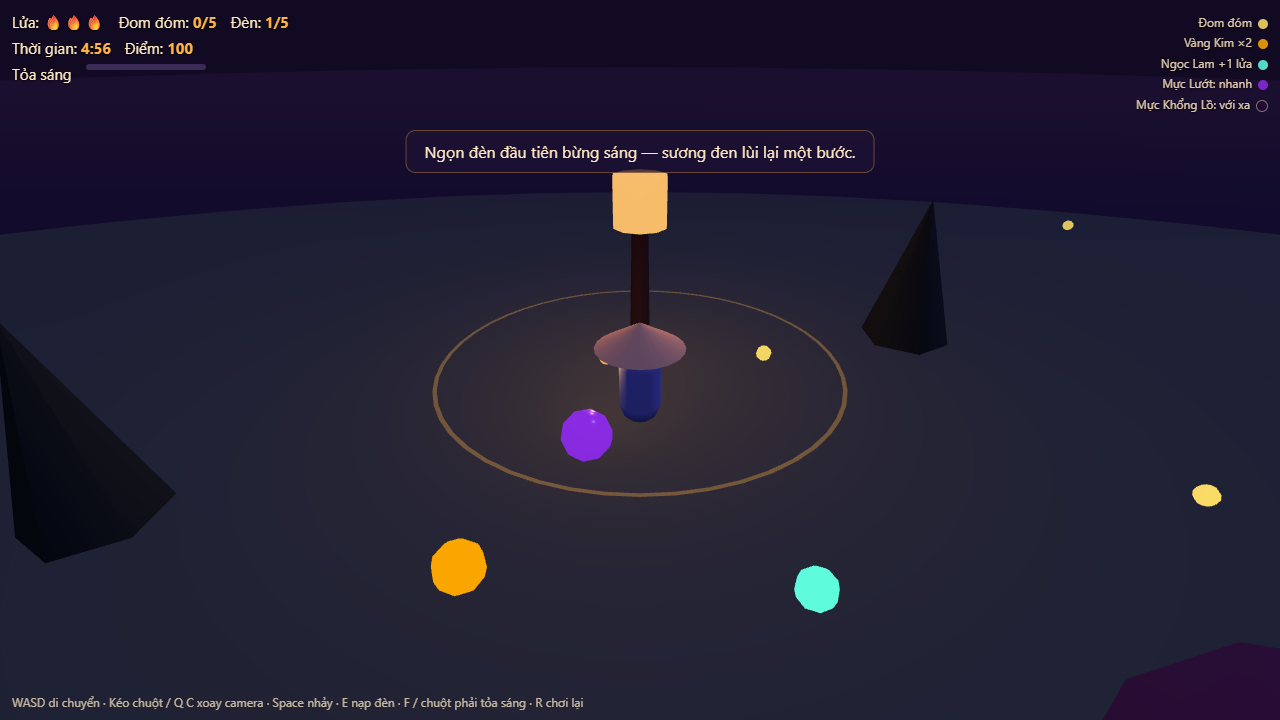 Lửa: 🔥 🔥 🔥 Đom đóm: 0/5 Đèn: 1/5
Thời gian: 4:56 Điểm: 100
Tỏa sáng
Đom đóm
Vàng Kim ×2
Ngọc Lam +1 lửa
Mực Lướt: nhanh
Mực Khổng Lồ: với xa
Ngọn đèn đầu tiên bừng sáng — sương đen lùi lại một bước.
WASD di chuyển · Kéo chuột / Q C xoay camera · Space nhảy · E nạp đèn · F / chuột phải tỏa sáng · R chơi lại